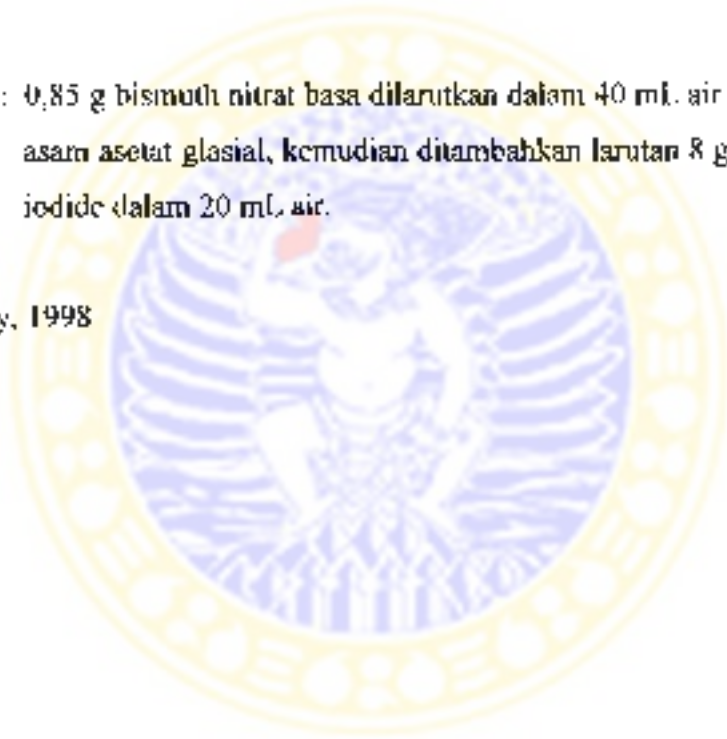 : 0,85 g bismuth nitrat basa dilarutkan dalam 40 mL air
asam asetat glasial, kemudian ditambahkan larutan 8 g
iodide dalam 20 mL air.
y, 1998